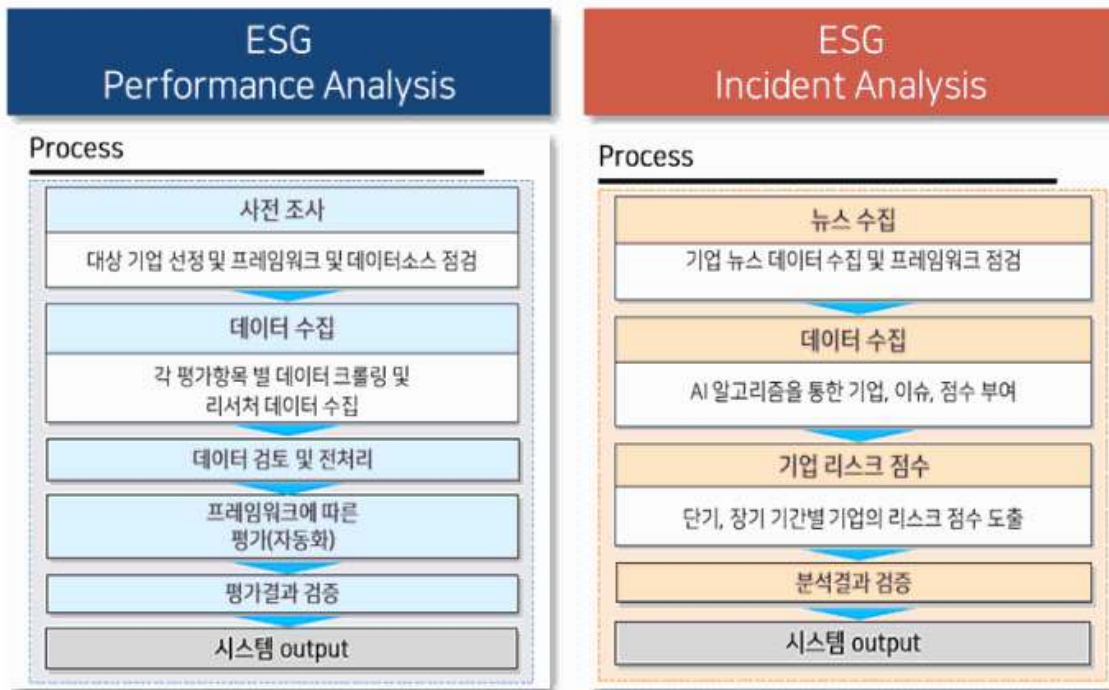 ESG
Performance Analysis
Process
사전 조사
대상 기업 선정 및 프레임워크 및 데이터소스 점검
데이터 수집
각 평가항목 별 데이터 크롤링 및
리서처 데이터 수집
데이터 검토 및 전처리
프레임워크에 따른
평가(자동화)
평가결과 검증
시스템 output
ESG
Incident Analysis
Process
뉴스 수집
기업 뉴스 데이터 수집 및 프레임워크 점검
데이터 수집
AI 알고리즘을 통한 기업, 이슈, 점수 부여
기업 리스크 점수
단기, 장기 기간별 기업의 리스크 점수 도출
분석결과 검증
시스템 output